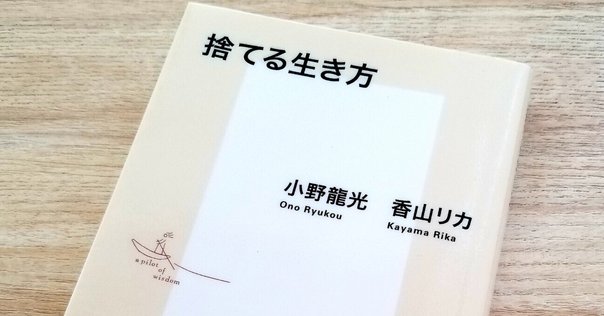 捨てる生き方
小野龍光 香山リカ
Ono Ryukou Kayama Rika
a pilot
of
wisdom